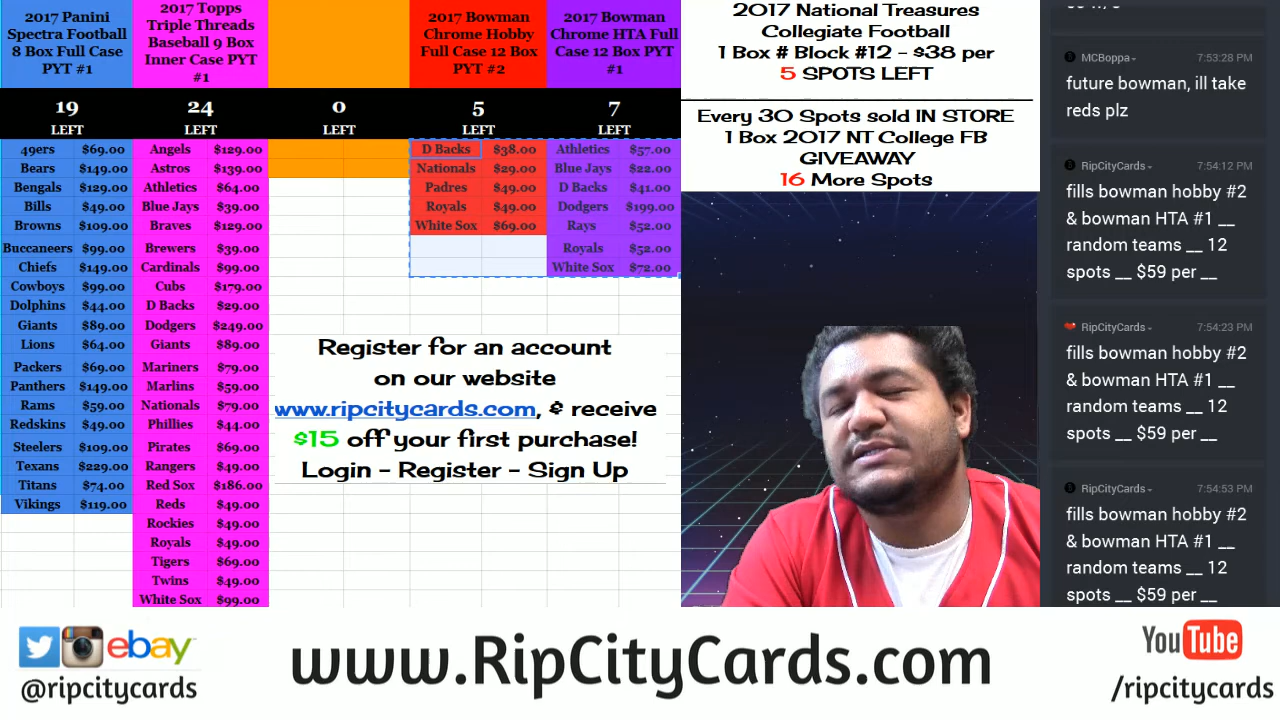 2017 Panini
Spectra Football
8 Box Full Case
PYT #1
19
LEFT
49ers $69.00
Bears $149.00
Bengals $129.00
Bills $49.00
Browns $109.00
Buccaneers $99.00
Chiefs $149.00
Cowboys $99.00
Dolphins $44.00
Giants $89.00
Lions $64.00
Packers $69.00
Panthers $149.00
Rams $59.00
Redskins $49.00
Steelers $109.00
Texans $229.00
Titans $74.00
Vikings $119.00
2017 Topps
Triple Threads
Baseball 9 Box
Inner Case PYT
#1
24
LEFT
Angels $129.00
Astros $139.00
Athletics $64.00
Blue Jays $39.00
Braves $129.00
Brewers $39.00
Cardinals $99.00
Cubs $179.00
D Backs $29.00
Dodgers $249.00
Giants $89.00
Mariners $79.00
Marlins $59.00
Nationals $79.00
Phillies $44.00
Pirates $69.00
Rangers $49.00
Red Sox $186.00
Reds $49.00
Rockies $49.00
Royals $49.00
Tigers $69.00
Twins $49.00
White Sox $99.00
0
LEFT
2017 Bowman
Chrome Hobby
Full Case 12 Box
PYT #2
5
LEFT
D Backs $38.00
Nationals $29.00
Padres $49.00
Royals $49.00
White Sox $69.00
2017 Bowman
Chrome HTA Full
Case 12 Box PYT
#1
7
LEFT
Athletics $57.00
Blue Jays $22.00
D Backs $41.00
Dodgers $199.00
Rays $52.00
Royals $52.00
White Sox $72.00
Register for an account
on our website
www.ripcitycards.com, & receive
$15 off your first purchase!
Login - Register - Sign Up
2017 National Treasures
Collegiate Football
1 Box # Block #12 - $38 per
5 SPOTS LEFT
Every 30 Spots sold IN STORE
1 Box 2017 NT College FB
GIVEAWAY
16 More Spots
MCBoppa 7:53:28 PM
future bowman, ill take
reds plz
RipCityCards 7:54:12 PM
fills bowman hobby #2
& bowman HTA #1 __
random teams __ 12
spots __ $59 per __
RipCityCards 7:54:23 PM
fills bowman hobby #2
& bowman HTA #1 __
random teams __ 12
spots __ $59 per __
RipCityCards 7:54:53 PM
fills bowman hobby #2
& bowman HTA #1 __
random teams __ 12
spots __ $59 per __
ebay
@ripcitycards
www.RipCityCards.com
YouTube
/ripcitycards